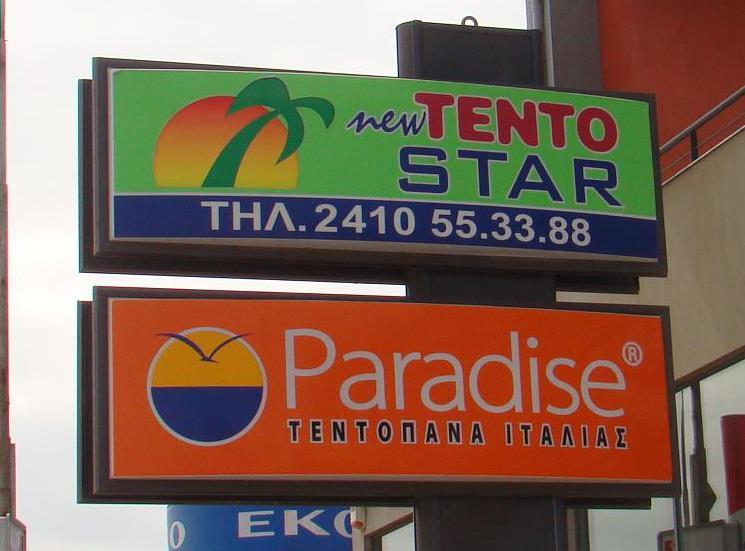 new TENTO
STAR
ΤΗΛ. 2410 55.33.88
Paradise®
ΤΕΝΤΟΠΑΝΑ ΙΤΑΛΙΑΣ